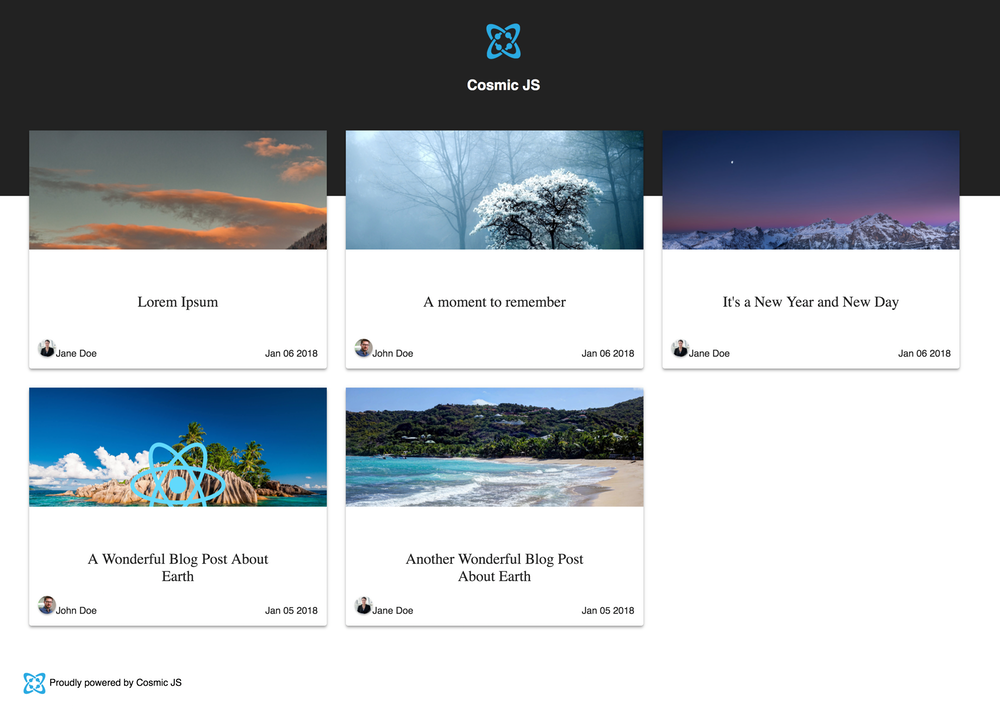 Cosmic JS
Lorem Ipsum
Jane Doe Jan 06 2018
A moment to remember
John Doe Jan 06 2018
It's a New Year and New Day
Jane Doe Jan 06 2018
A Wonderful Blog Post About
Earth
John Doe Jan 05 2018
Another Wonderful Blog Post
About Earth
Jane Doe Jan 05 2018
Proudly powered by Cosmic JS